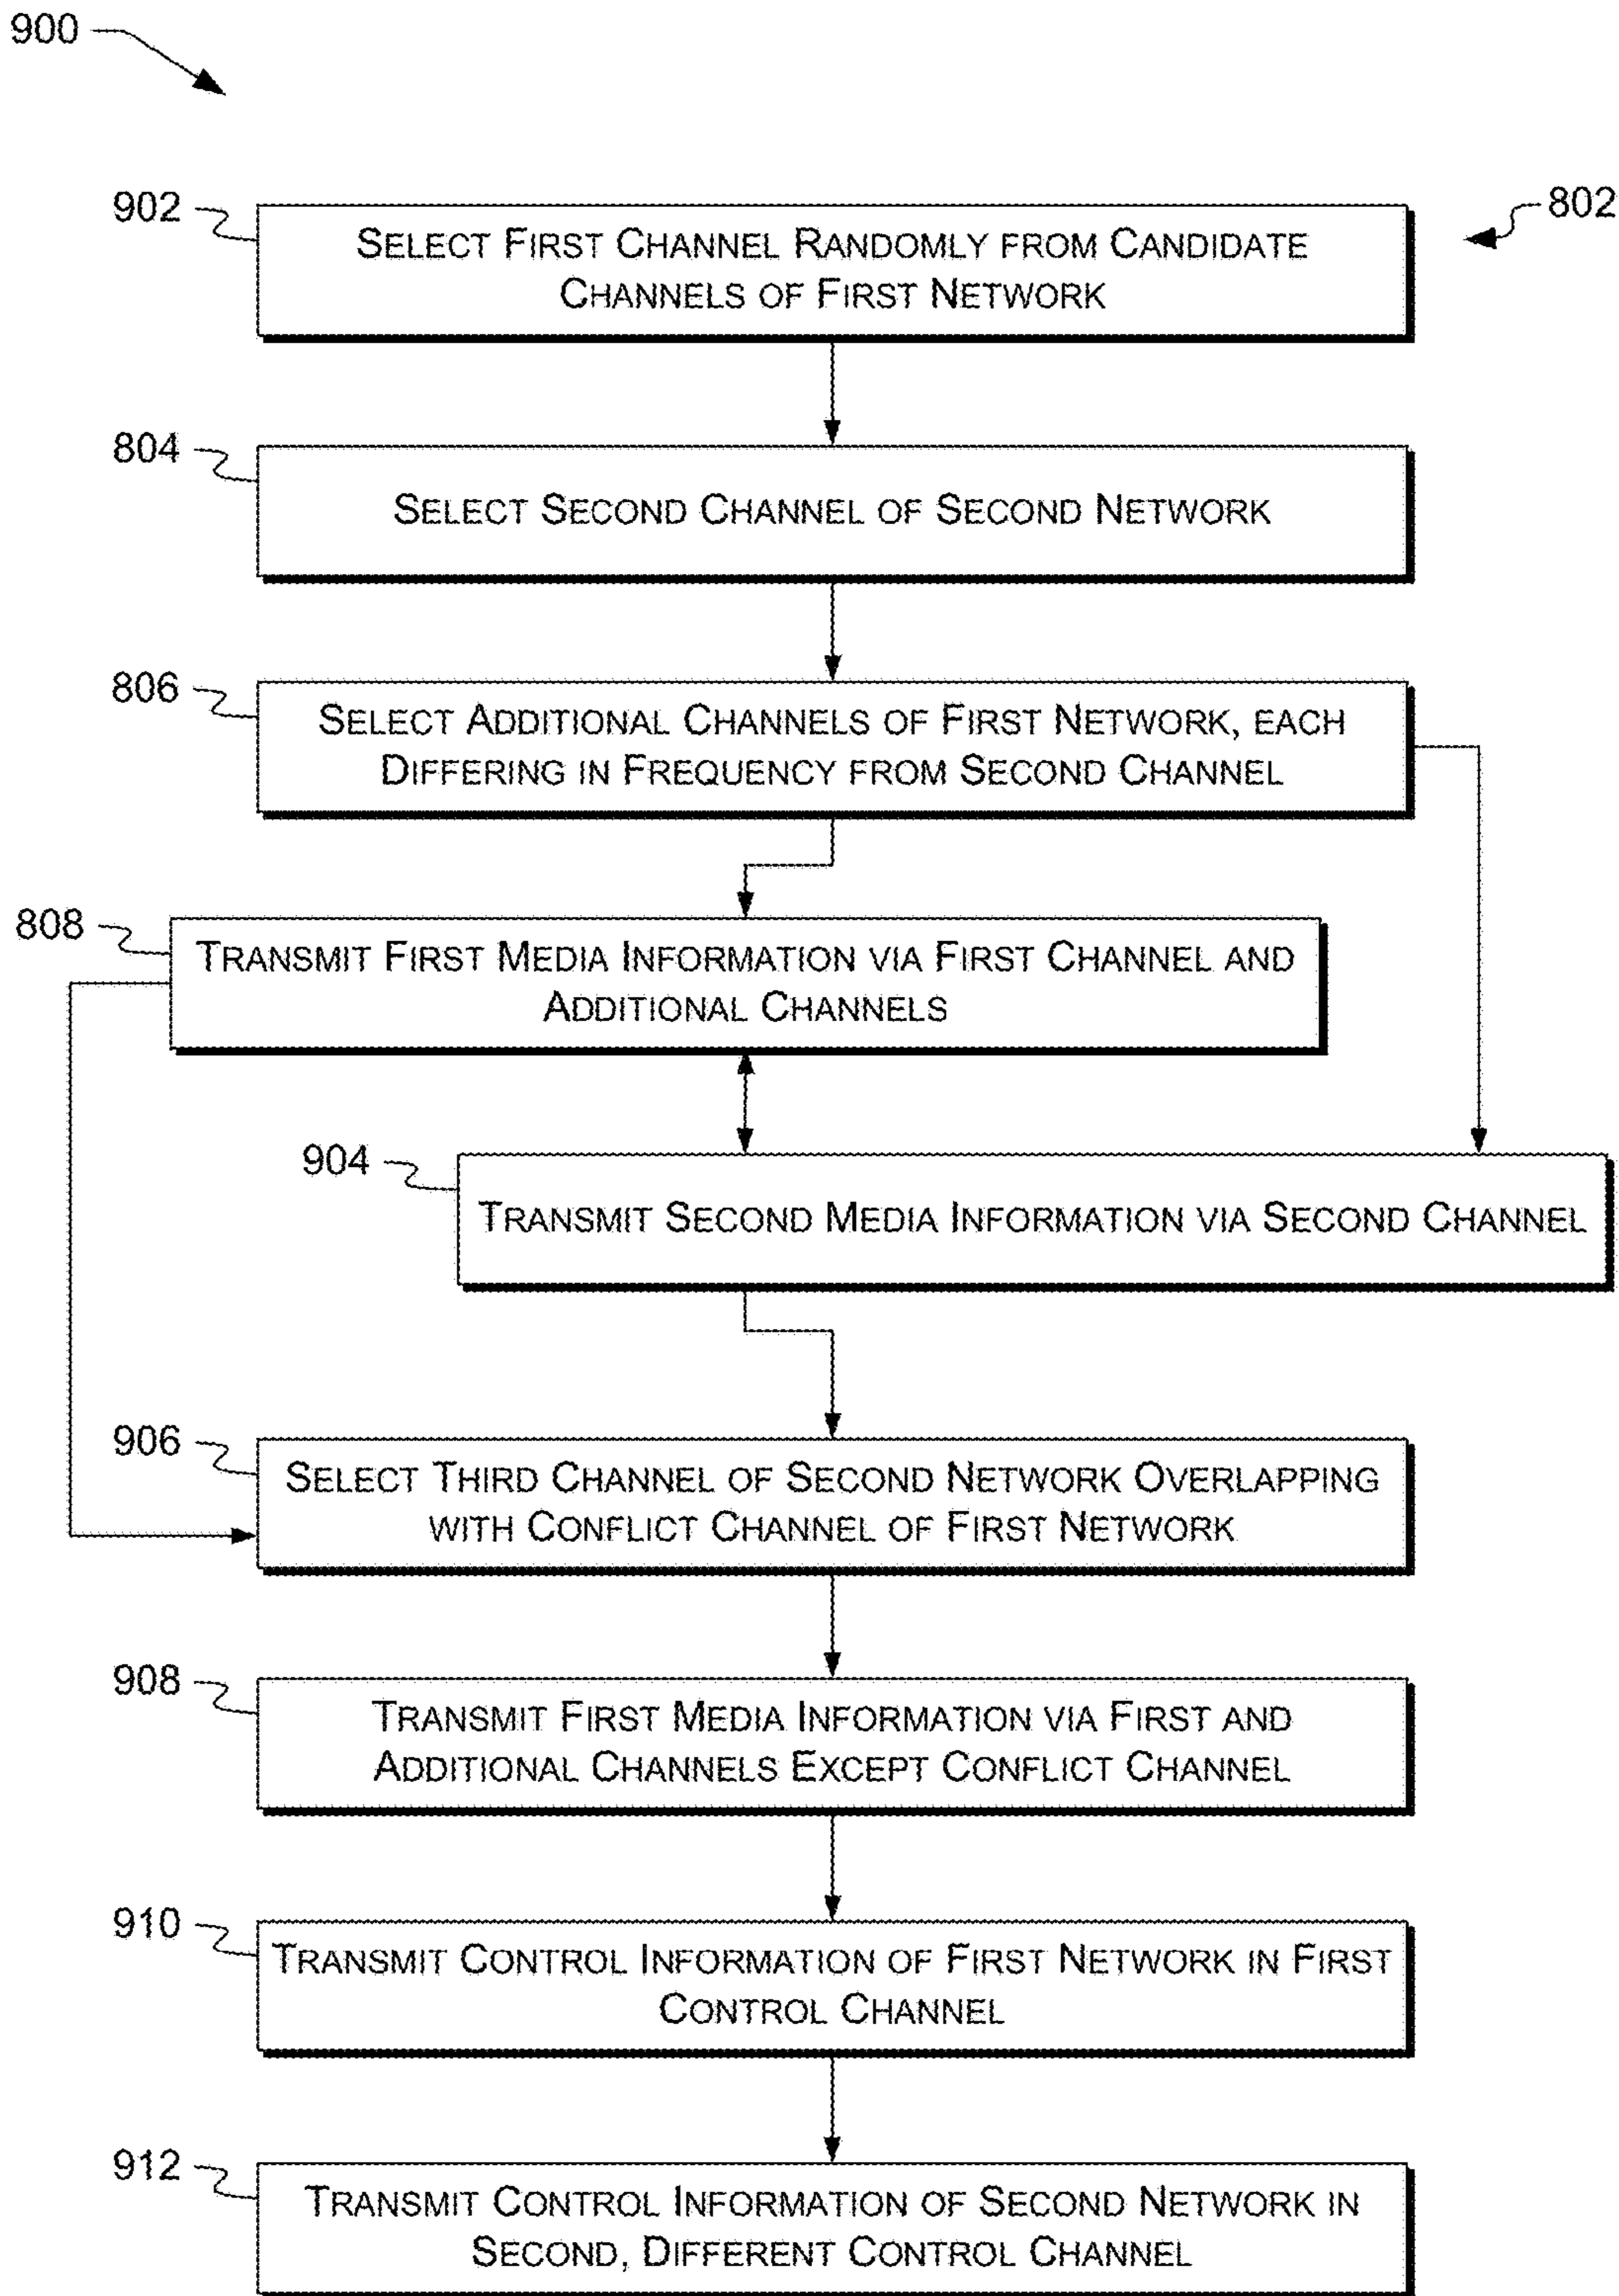 900
902
802
SELECT FIRST CHANNEL RANDOMLY FROM CANDIDATE
CHANNELS OF FIRST NETWORK
804
SELECT SECOND CHANNEL OF SECOND NETWORK
806
SELECT ADDITIONAL CHANNELS OF FIRST NETWORK, EACH
DIFFERING IN FREQUENCY FROM SECOND CHANNEL
808
TRANSMIT FIRST MEDIA INFORMATION VIA FIRST CHANNEL AND
ADDITIONAL CHANNELS
904
TRANSMIT SECOND MEDIA INFORMATION VIA SECOND CHANNEL
906
SELECT THIRD CHANNEL OF SECOND NETWORK OVERLAPPING
WITH CONFLICT CHANNEL OF FIRST NETWORK
908
TRANSMIT FIRST MEDIA INFORMATION VIA FIRST AND
ADDITIONAL CHANNELS EXCEPT CONFLICT CHANNEL
910
TRANSMIT CONTROL INFORMATION OF FIRST NETWORK IN FIRST
CONTROL CHANNEL
912
TRANSMIT CONTROL INFORMATION OF SECOND NETWORK IN
SECOND, DIFFERENT CONTROL CHANNEL